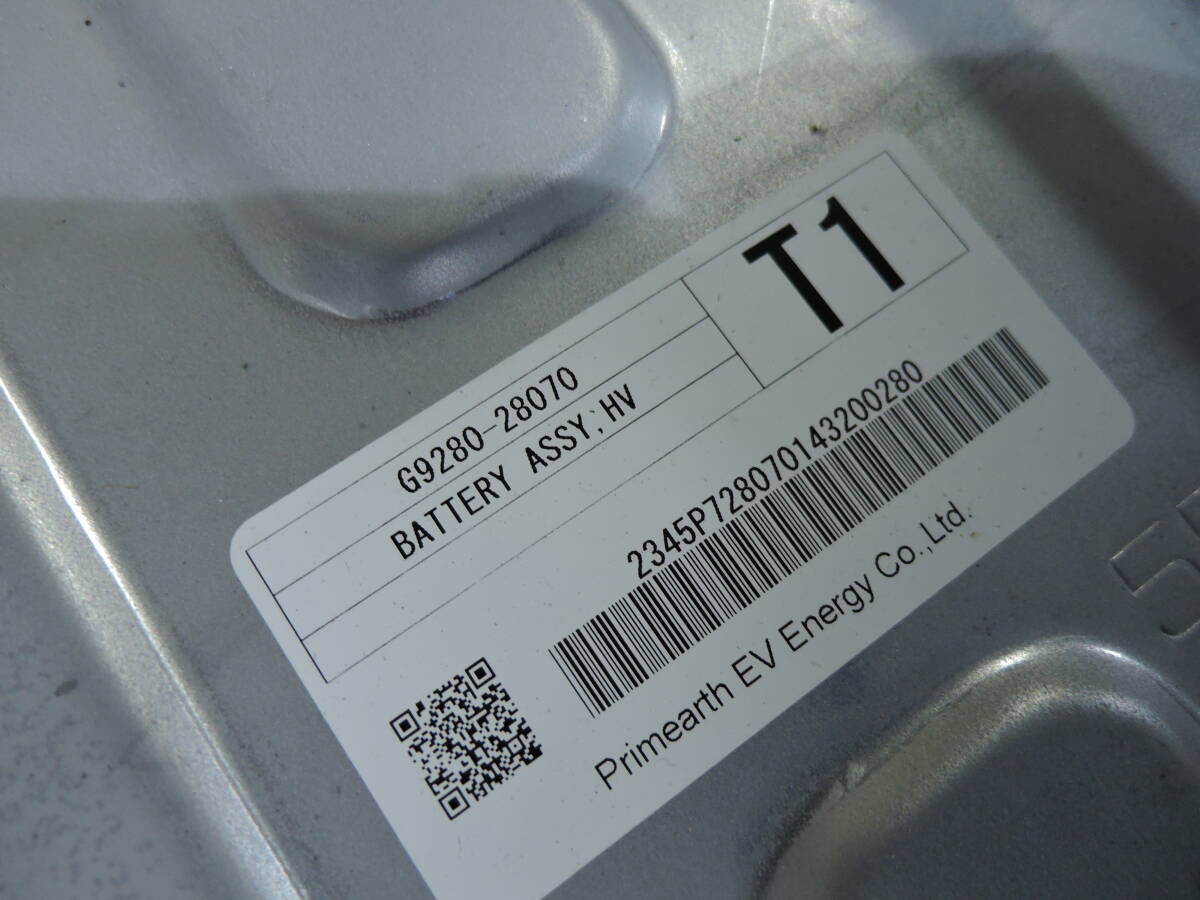 T1
G9280-28070
BATTERY ASSY, HV
2345P728070143200280
Primearth EV Energy Co.,Ltd.